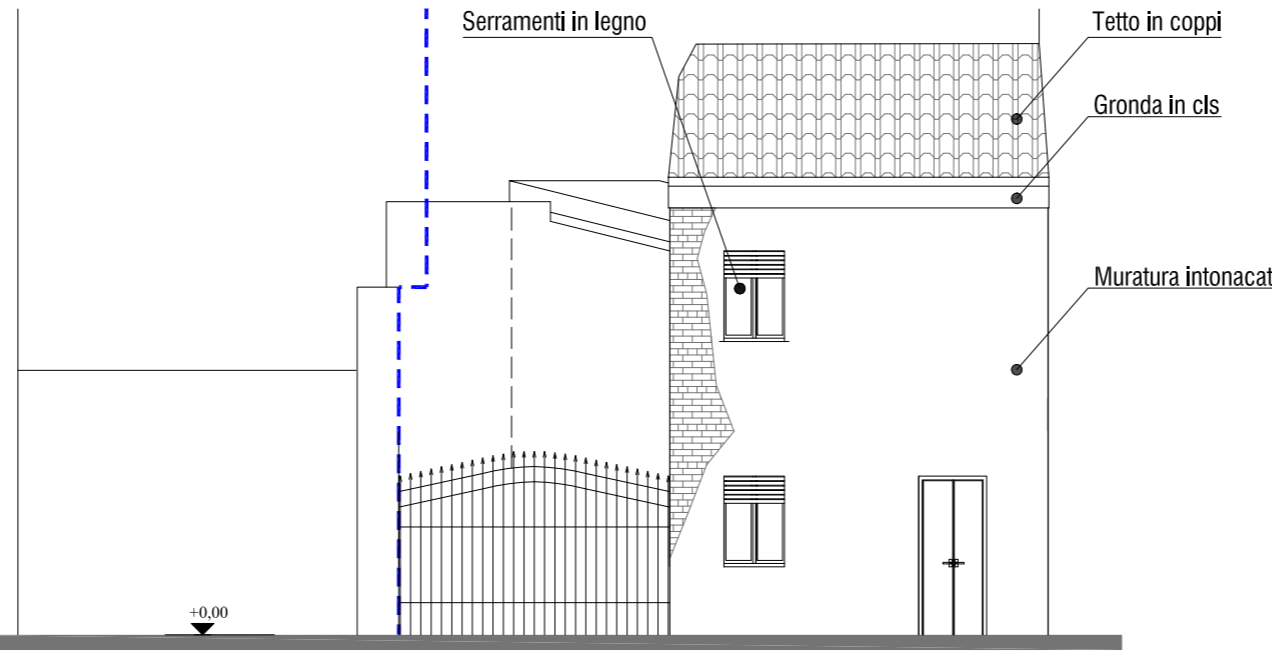 Serramenti in legno
Tetto in coppi
Gronda in cls
Muratura intonacat
+0,00